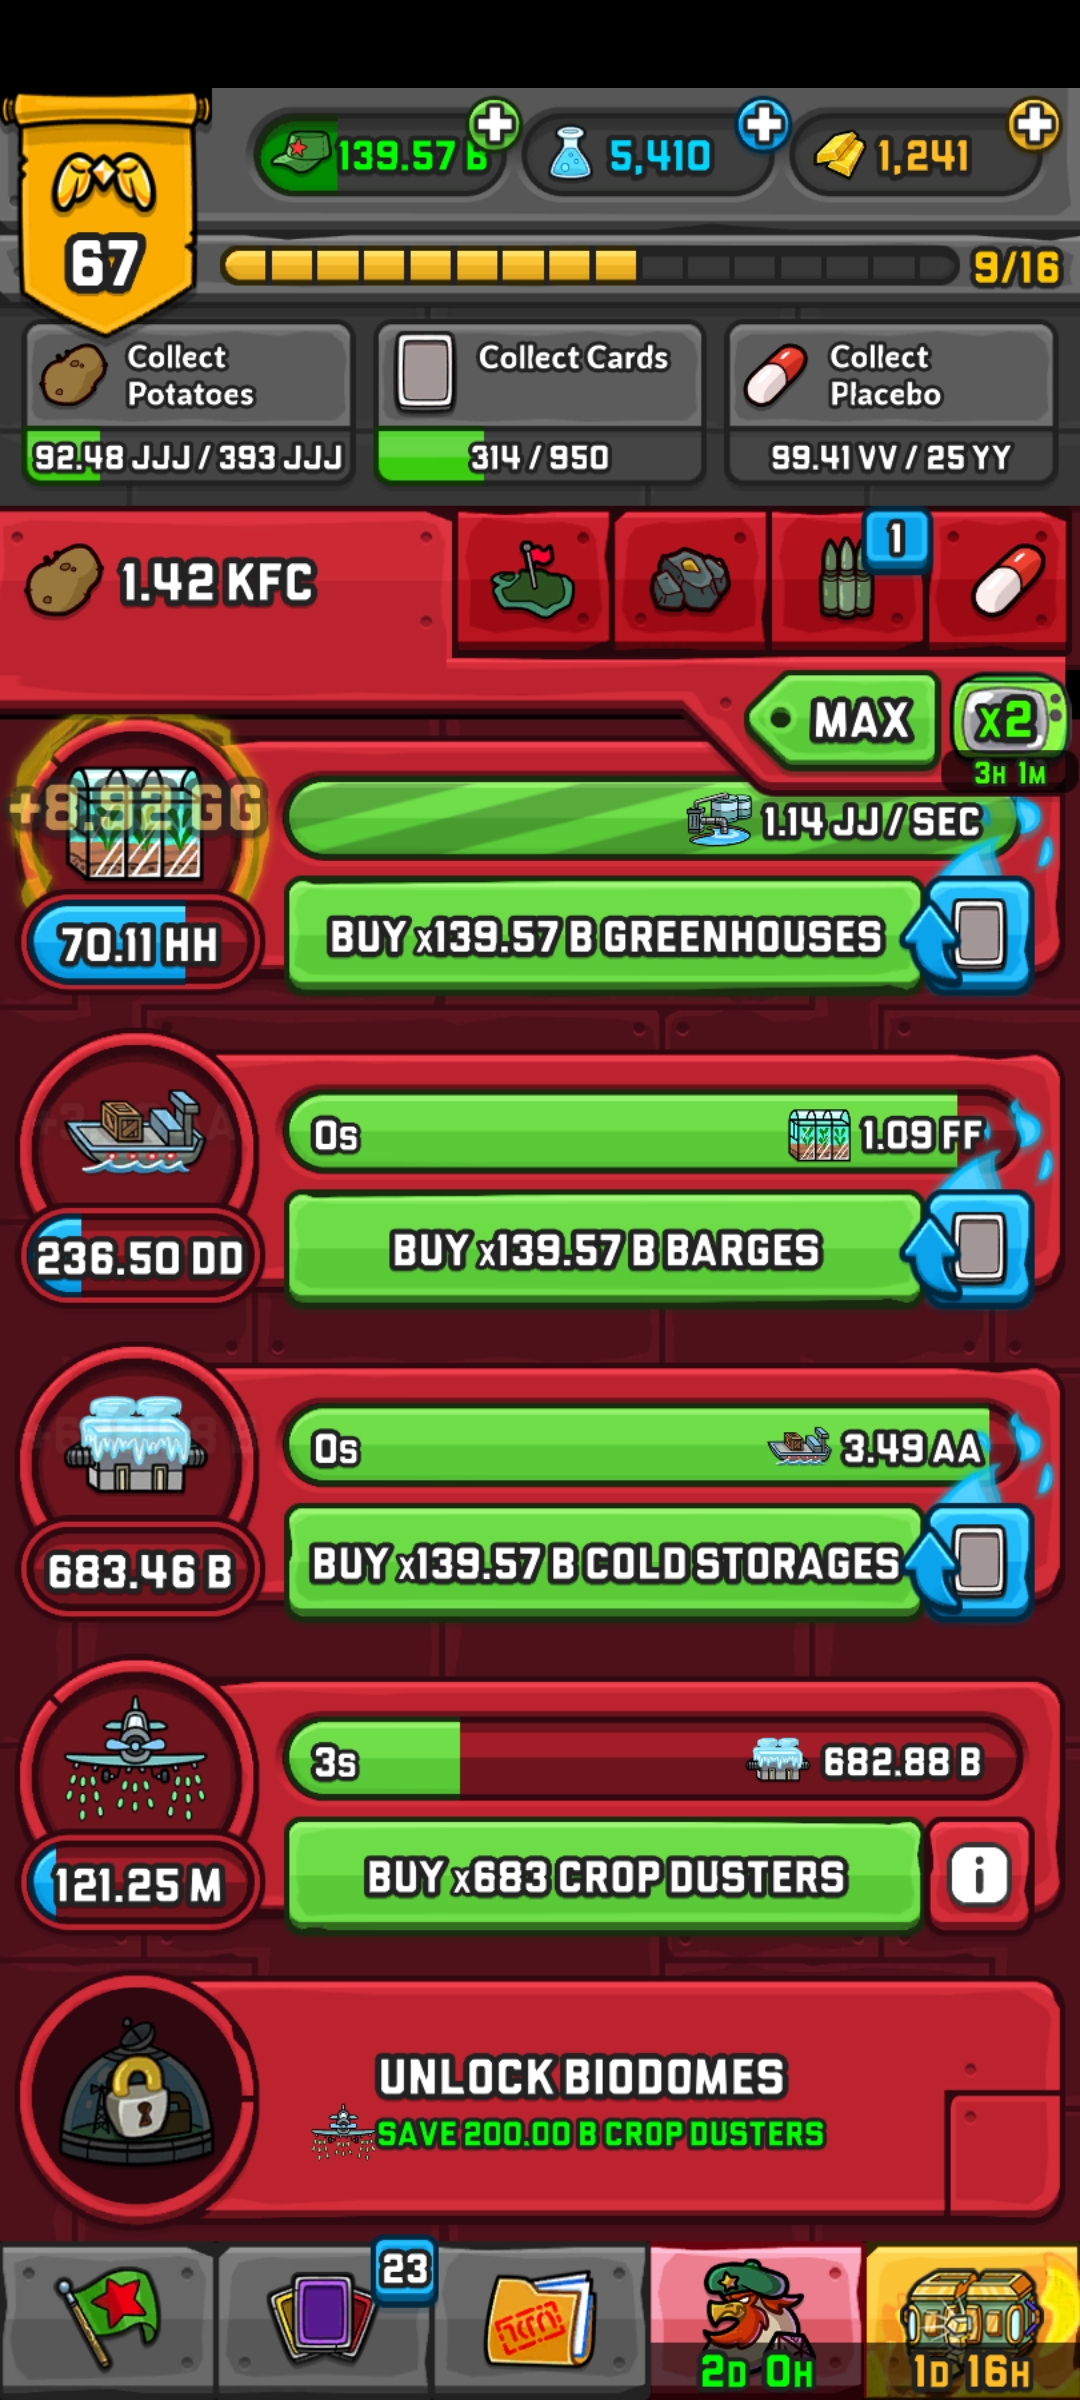 67
139.57 B
5,410
1,241
9/16
Collect
Potatoes
92.48 JJJ / 393 JJJ
Collect Cards
314 / 950
Collect
Placebo
99.41 VV / 25 YY
1.42 KFC
1
MAX
x2
3H 1M
+8.92 GG
1.14 JJ / SEC
70.11 HH
BUY x139.57 B GREENHOUSES
0s
1.09 FF
236.50 DD
BUY x139.57 B BARGES
0s
3.49 AA
683.46 B
BUY x139.57 B COLD STORAGES
3s
682.88 B
121.25 M
BUY x683 CROP DUSTERS
i
UNLOCK BIODOMES
SAVE 200.00 B CROP DUSTERS
23
2D 0H
1D 16H